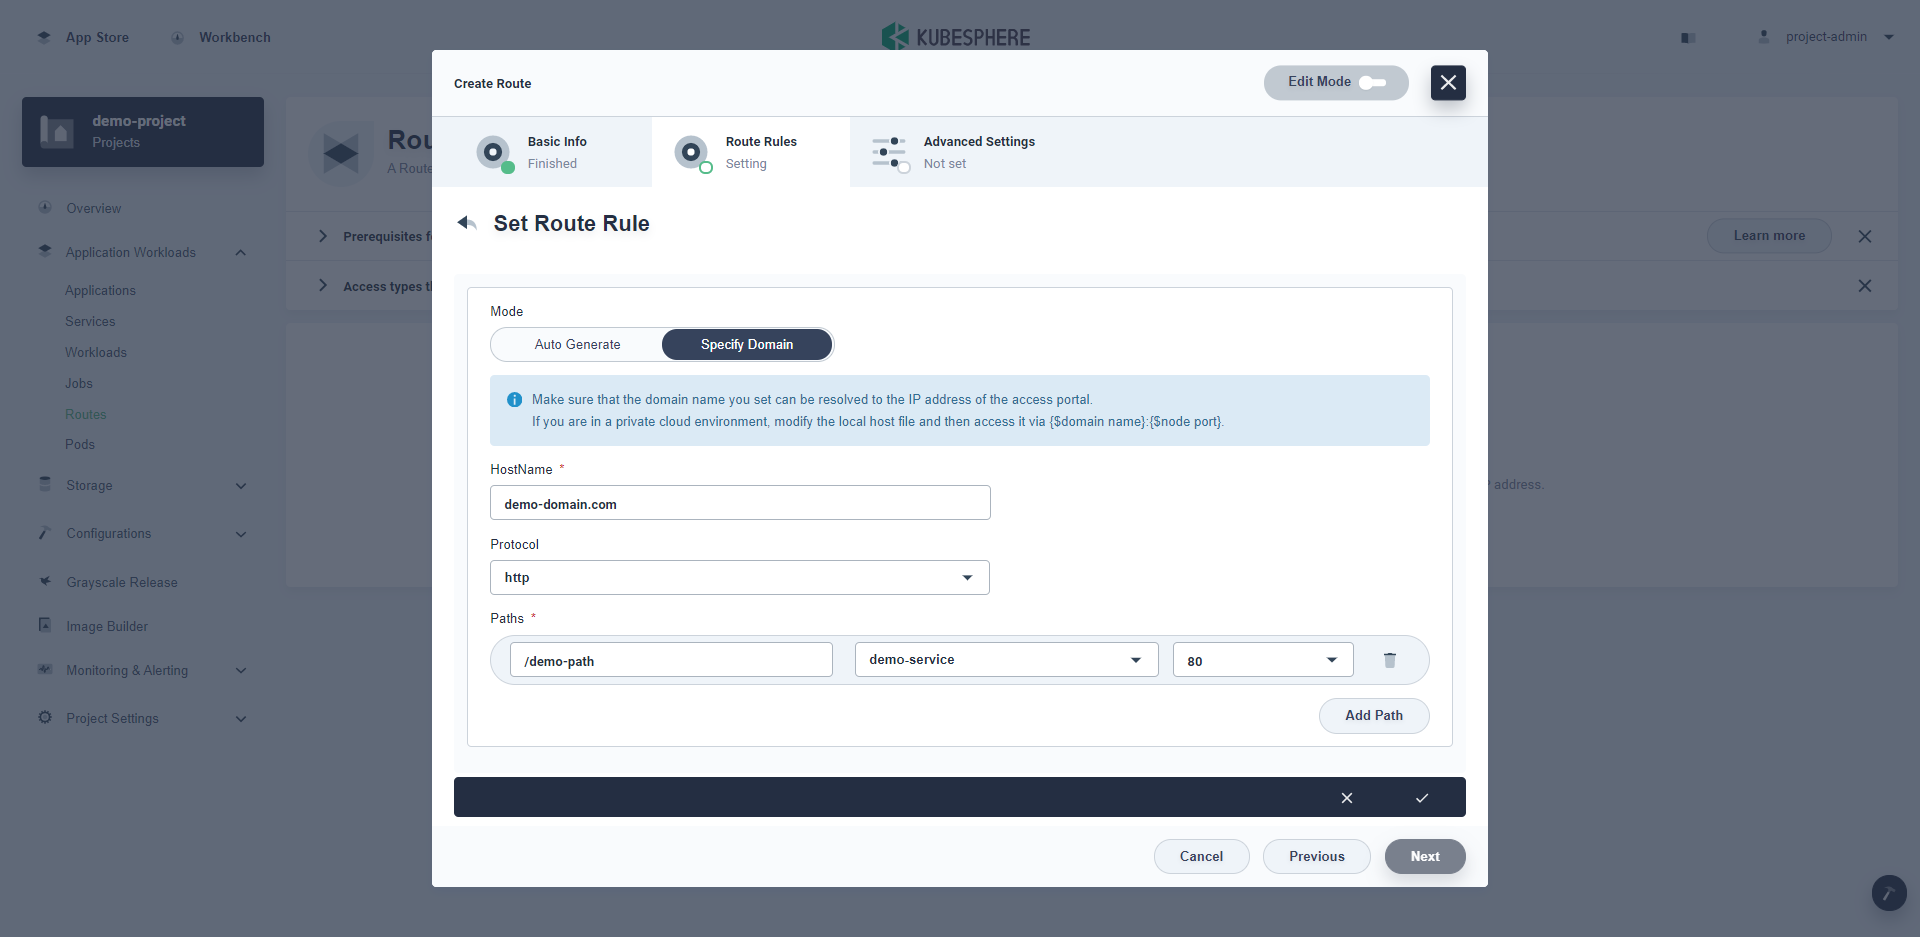 App Store
Workbench
KUBESPHERE
project-admin
demo-project
Projects
Overview
Application Workloads
Applications
Services
Workloads
Jobs
Routes
Pods
Storage
Configurations
Grayscale Release
Image Builder
Monitoring & Alerting
Project Settings
Rou
A Route
Prerequisites f
Access types t
Learn more
address.
Create Route
Edit Mode
Basic Info
Finished
Route Rules
Setting
Advanced Settings
Not set
Set Route Rule
Mode
Auto Generate
Specify Domain
Make sure that the domain name you set can be resolved to the IP address of the access portal.
If you are in a private cloud environment, modify the local host file and then access it via {$domain name}:{$node port}.
HostName *
demo-domain.com
Protocol
http
Paths *
/demo-path
demo-service
80
Add Path
Cancel
Previous
Next